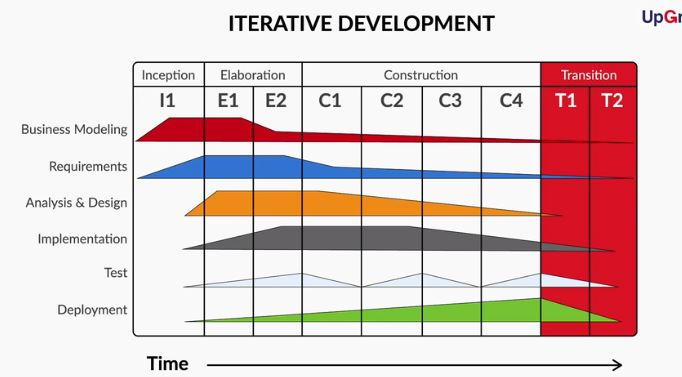 ITERATIVE DEVELOPMENT
UpGr
Inception Elaboration Construction Transition
I1 E1 E2 C1 C2 C3 C4 T1 T2
Business Modeling
Requirements
Analysis & Design
Implementation
Test
Deployment
Time